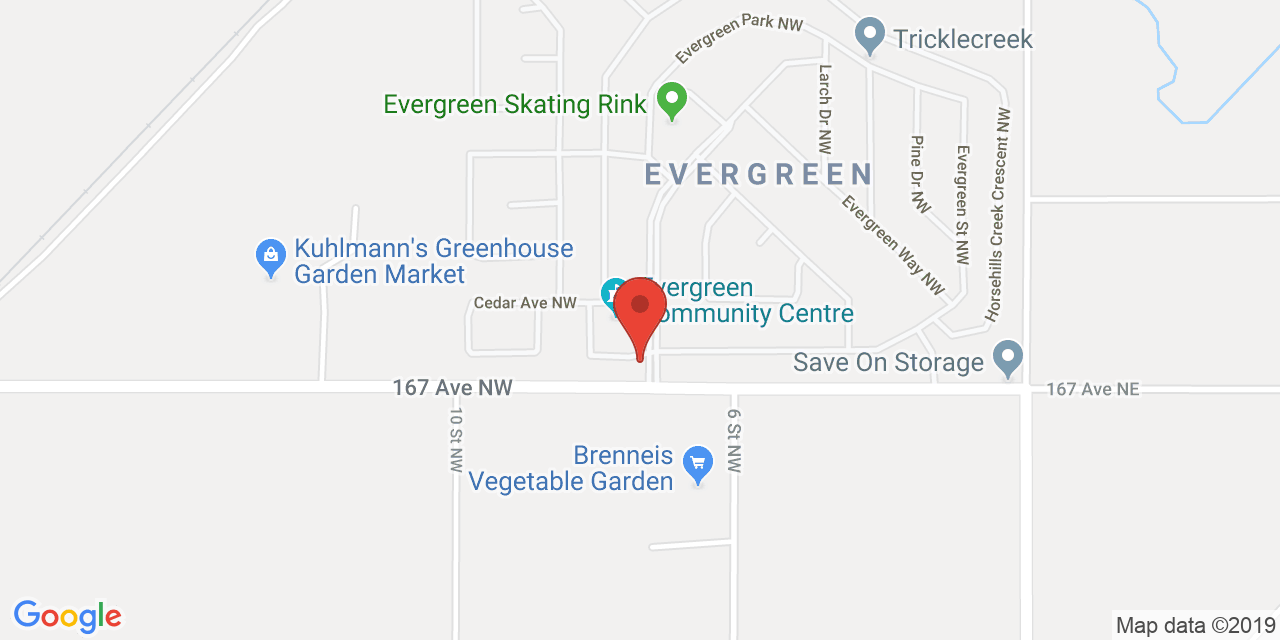 Evergreen Park NW
Tricklecreek
Evergreen Skating Rink
Larch Dr NW
Horsehills Creek Crescent NW
Pine Dr NW
Evergreen St NW
EVERGREEN
Evergreen Way NW
Kuhlmann's Greenhouse
Garden Market
Cedar Ave NW
Evergreen
Community Centre
Save On Storage
167 Ave NW
167 Ave NE
10 St NW
6 St NW
Brenneis
Vegetable Garden
Google
Map data ©2019